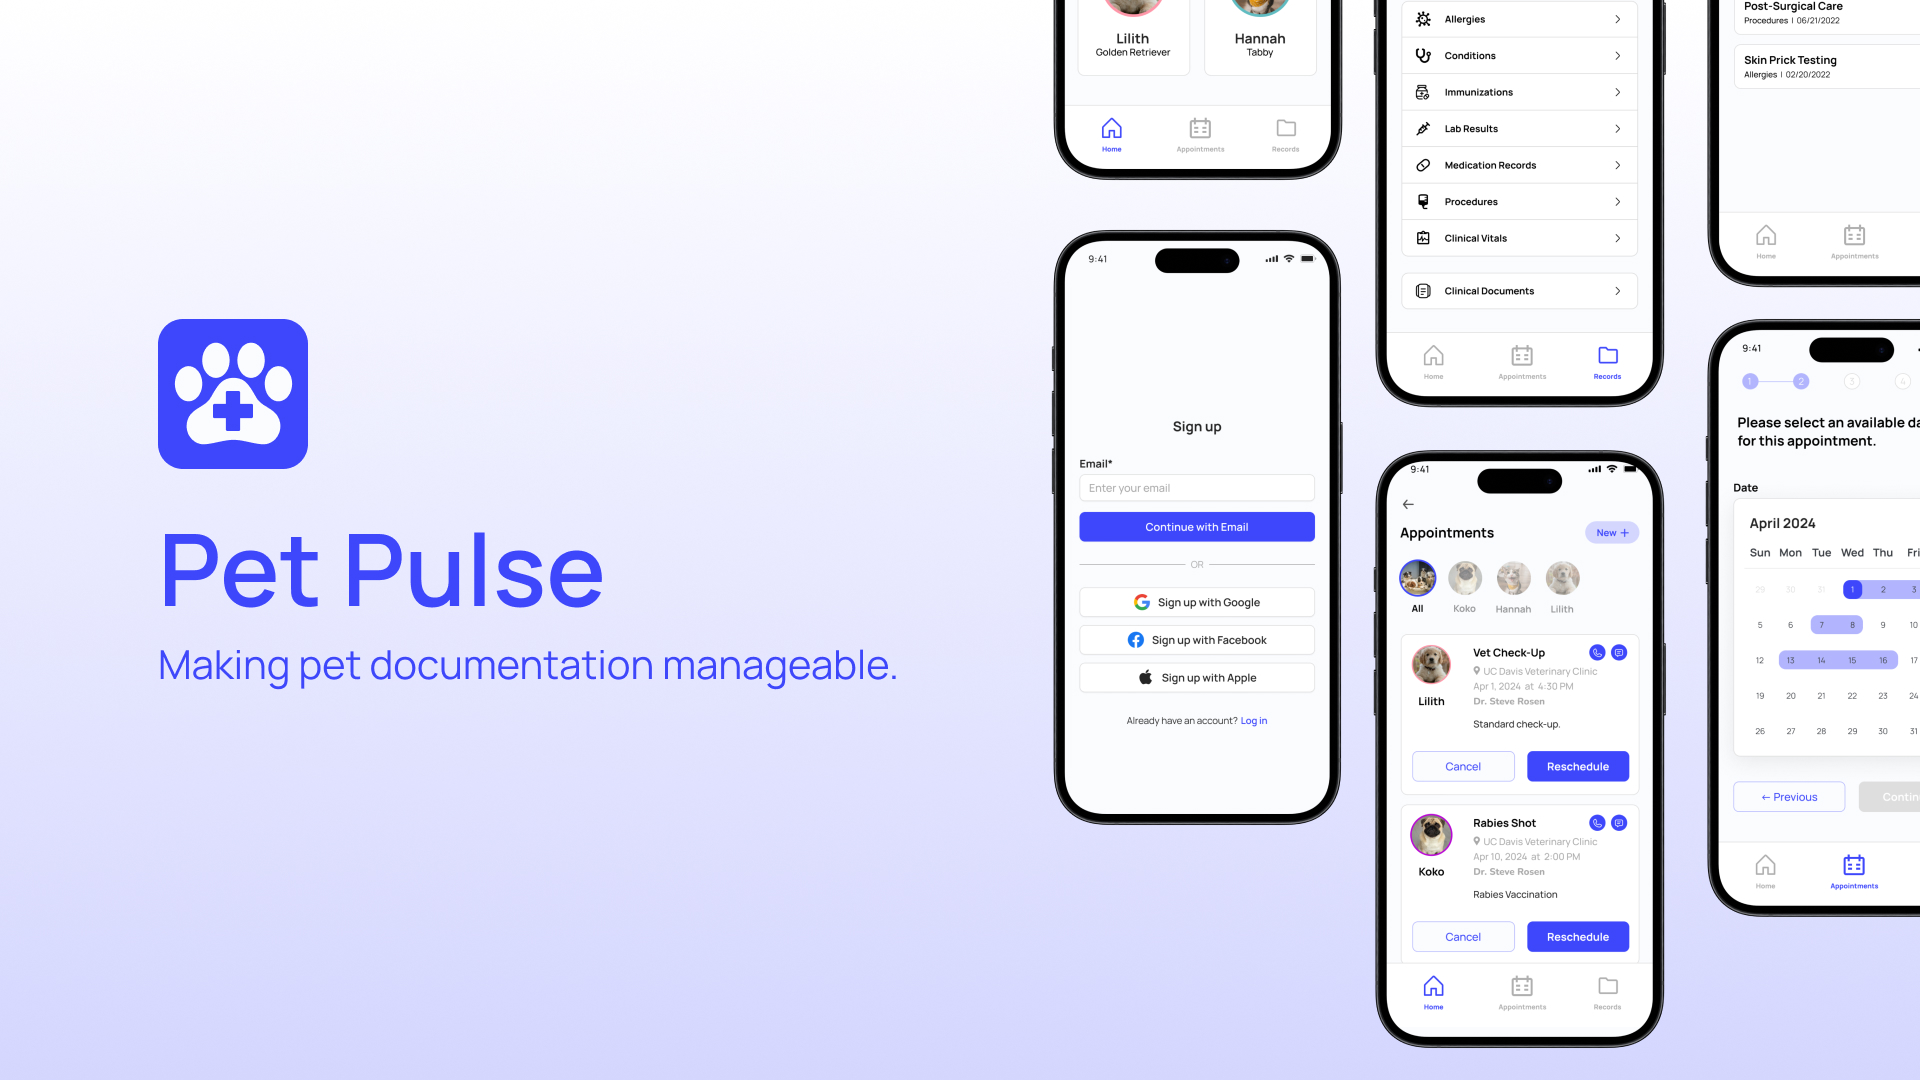 Pet Pulse
Making pet documentation manageable.
Lilith
Golden Retriever
Hannah
Tabby
Home
Appointments
Records
9:41
Sign up
Email*
Enter your email
Continue with Email
OR
Sign up with Google
Sign up with Facebook
Sign up with Apple
Already have an account? Log in
Allergies
Conditions
Immunizations
Lab Results
Medication Records
Procedures
Clinical Vitals
Clinical Documents
Home
Appointments
Records
9:41
Appointments
New +
All
Koko
Hannah
Lilith
Lilith
Vet Check-Up
UC Davis Veterinary Clinic
Apr 1, 2024 at 4:30 PM
Dr. Steve Rosen
Standard check-up.
Cancel
Reschedule
Koko
Rabies Shot
UC Davis Veterinary Clinic
Apr 10, 2024 at 2:00 PM
Dr. Steve Rosen
Rabies Vaccination
Cancel
Reschedule
Home
Appointments
Records
Post-Surgical Care
Procedures | 06/21/2022
Skin Prick Testing
Allergies | 02/20/2022
Home
Appointments
9:41
1 2 3 4
Please select an available da
for this appointment.
Date
April 2024
Sun Mon Tue Wed Thu Fri
29 30 31 1 2 3
5 6 7 8 9 10
12 13 14 15 16 17
19 20 21 22 23 24
26 27 28 29 30 31
← Previous
Contin
Home
Appointments